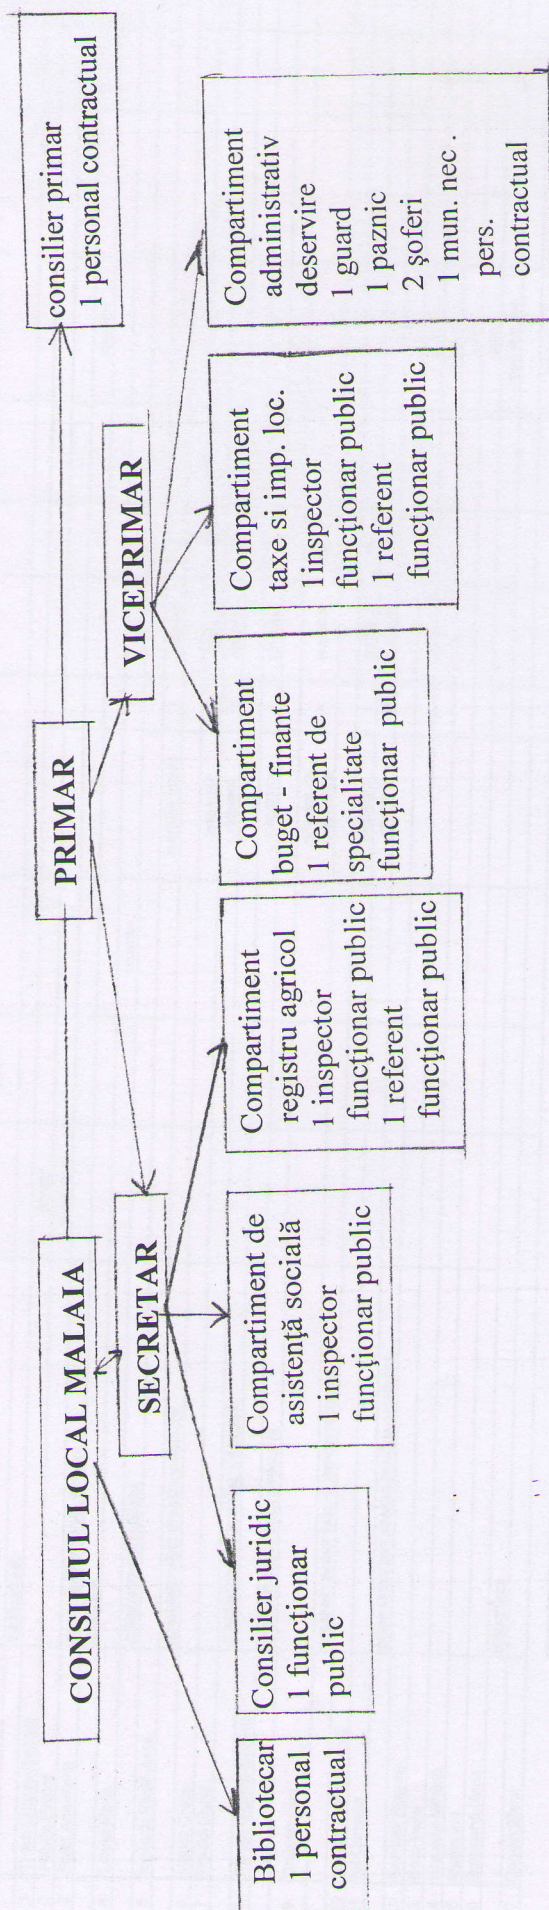 CONSILIUL LOCAL MALAIA
PRIMAR
consilier primar
1 personal contractual
SECRETAR
VICEPRIMAR
Bibliotecar
1 personal
contractual
Consilier juridic
1 funcţionar
public
Compartiment de
asistenţă socială
1 inspector
funcţionar public
Compartiment
registru agricol
1 inspector
funcţionar public
1 referent
funcţionar public
Compartiment
buget - finante
1 referent de
specialitate
funcţionar public
Compartiment
taxe si imp. loc.
1inspector
funcţionar public
1 referent
funcţionar public
Compartiment
administrativ
deservire
1 guard
1 paznic
2 şoferi
1 mun. nec .
pers.
contractual